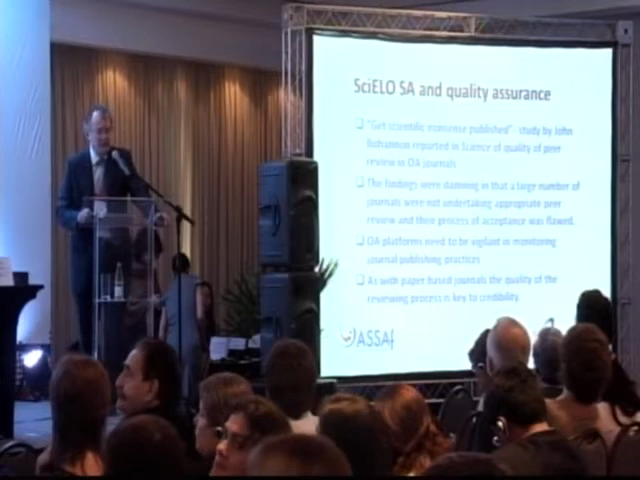 SciELO SA and quality assurance
"Get scientific nonsense published" - study by John
Bohannon reported in Science of quality of peer
review in OA journals
The findings were damning in that a large number of
journals were not undertaking appropriate peer
review and their process of acceptance was flawed.
OA platforms need to be vigilant in monitoring
journal publishing practices
As with paper based journals the quality of the
reviewing process is key to credibility.
ASSAf